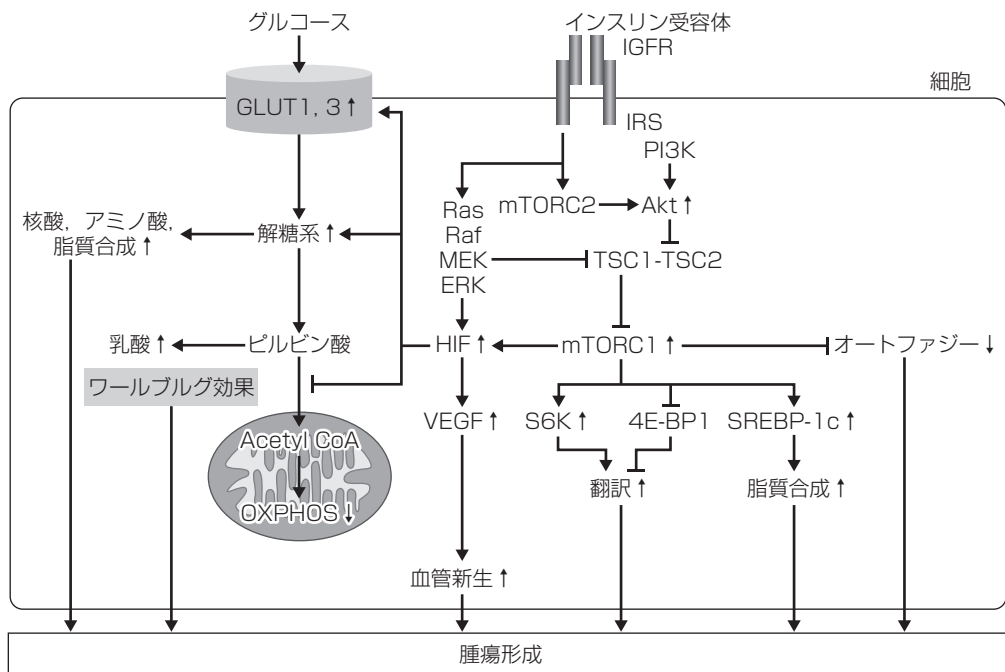 グルコース
インスリン受容体
IGFR
細胞
GLUT1, 3↑
IRS
PI3K
核酸,アミノ酸,
脂質合成↑
解糖系↑
Ras
Raf
MEK
ERK
mTORC2
Akt↑
TSC1-TSC2
乳酸↑
ピルビン酸
HIF↑
mTORC1↑
オートファジー↓
ワールブルグ効果
VEGF↑
S6K↑
4E-BP1
SREBP-1c↑
Acetyl CoA
OXPHOS↓
翻訳↑
脂質合成↑
血管新生↑
腫瘍形成